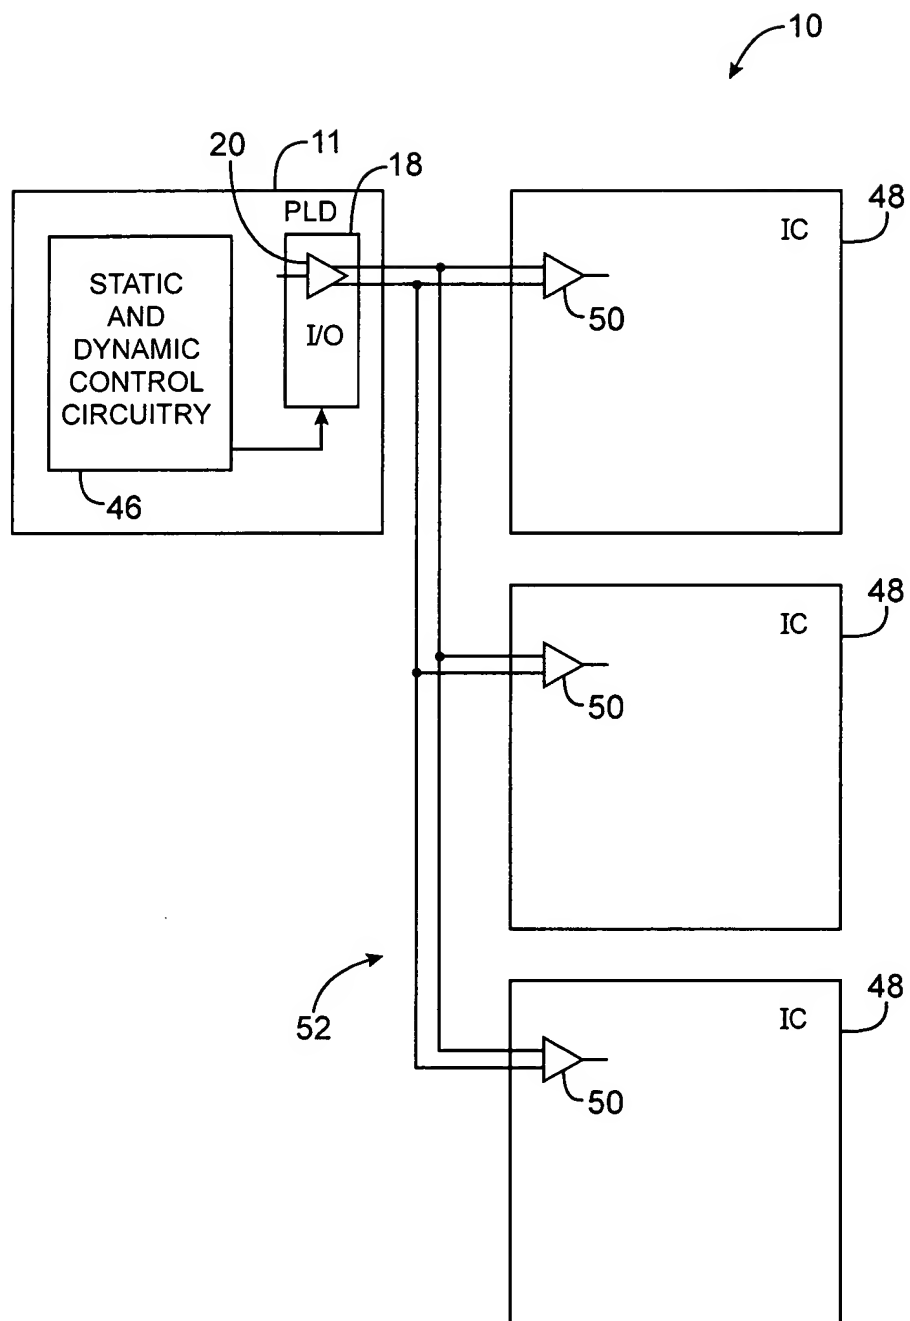 10
20
11
18
PLD
IC
48
STATIC
AND
DYNAMIC
CONTROL
CIRCUITRY
I/O
50
46
IC
48
50
52
IC
48
50